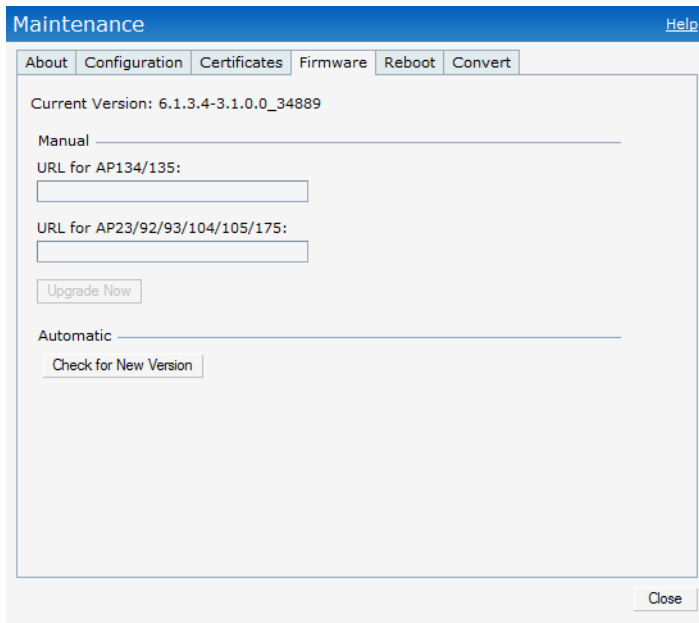 Maintenance Help
About Configuration Certificates Firmware Reboot Convert
Current Version: 6.1.3.4-3.1.0.0_34889
Manual
URL for AP134/135:
URL for AP23/92/93/104/105/175:
Upgrade Now
Automatic
Check for New Version
Close